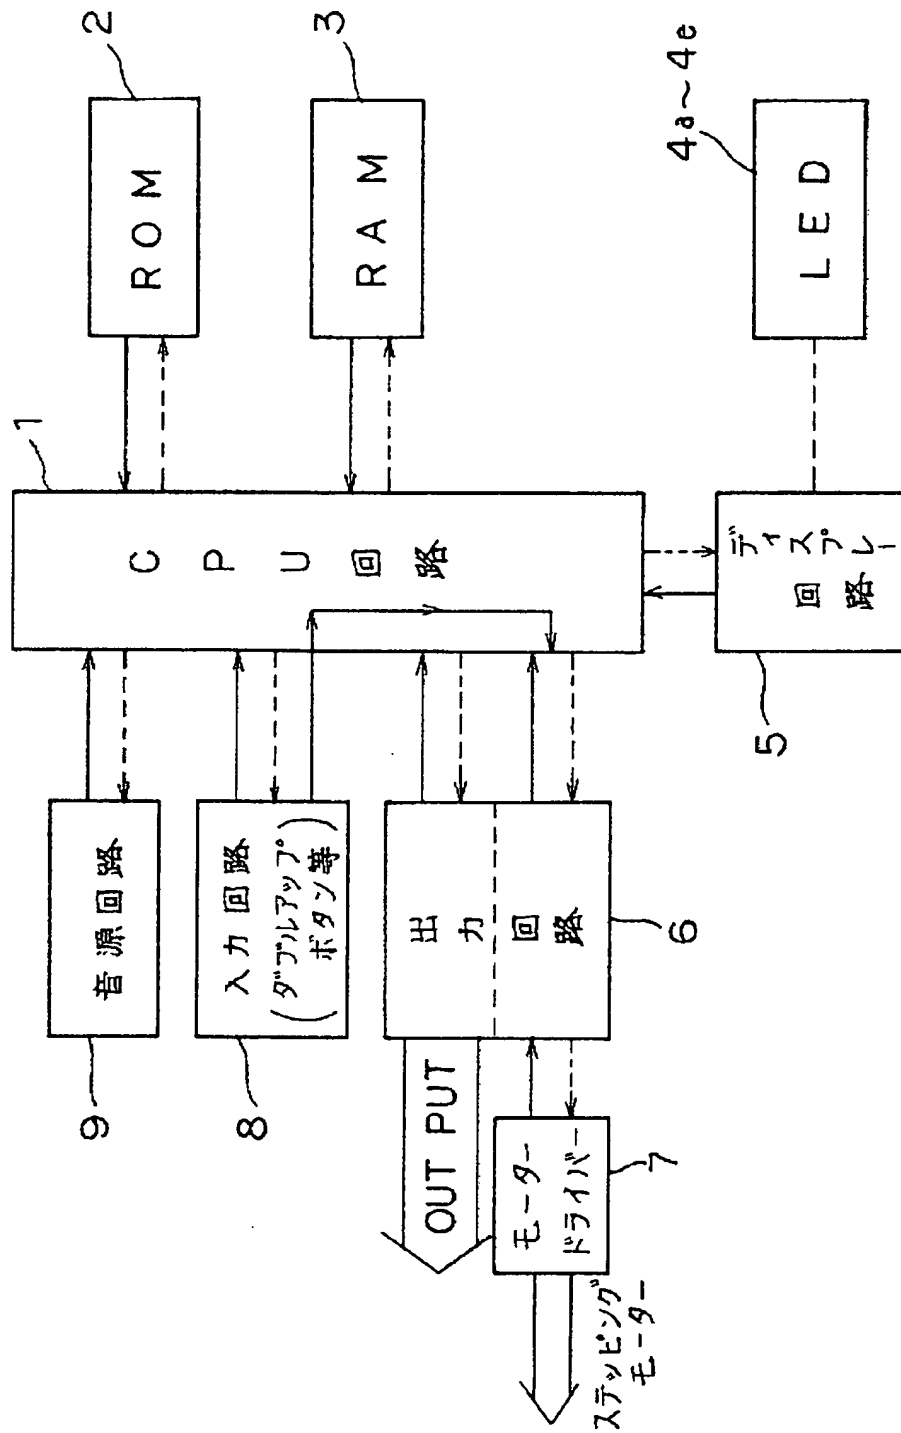 2
ROM
3
RAM
4a～4e
LED
1
CPU回路
ディスプレー
回路
5
音源回路
9
入力回路
(ダブルアップ
ボタン等)
8
出力
回路
6
OUT PUT
モーター
ドライバー
7
ステッピング
モーター